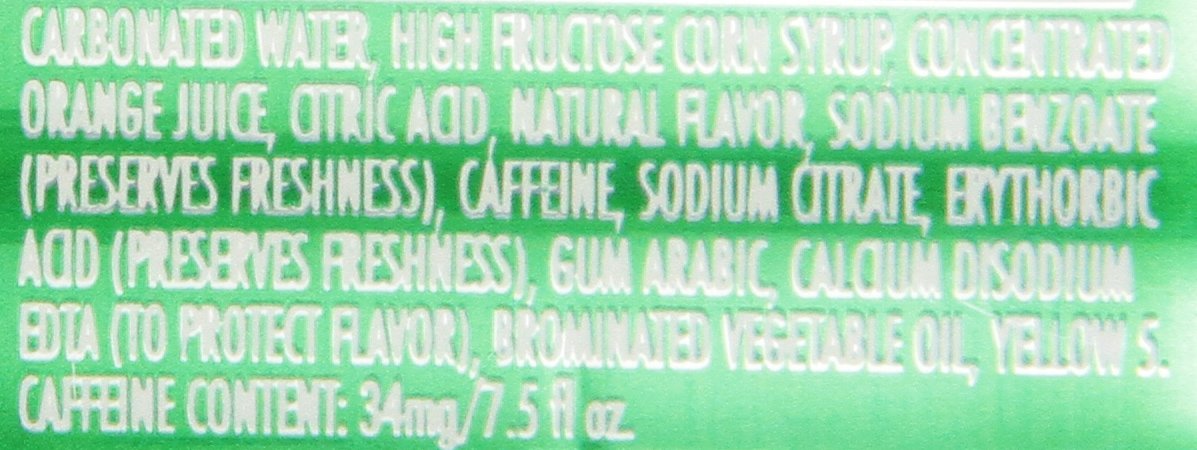 CARBONATED WATER, HIGH FRUCTOSE CORN SYRUP, CONCENTRATED
ORANGE JUICE, CITRIC ACID, NATURAL FLAVOR, SODIUM BENZOATE
(PRESERVES FRESHNESS), CAFFEINE, SODIUM CITRATE, ERYTHORBIC
ACID (PRESERVES FRESHNESS), GUM ARABIC, CALCIUM DISODIUM
EDTA (TO PROTECT FLAVOR), BROMINATED VEGETABLE OIL, YELLOW 5.
CAFFEINE CONTENT: 34mg/7.5 fl oz.